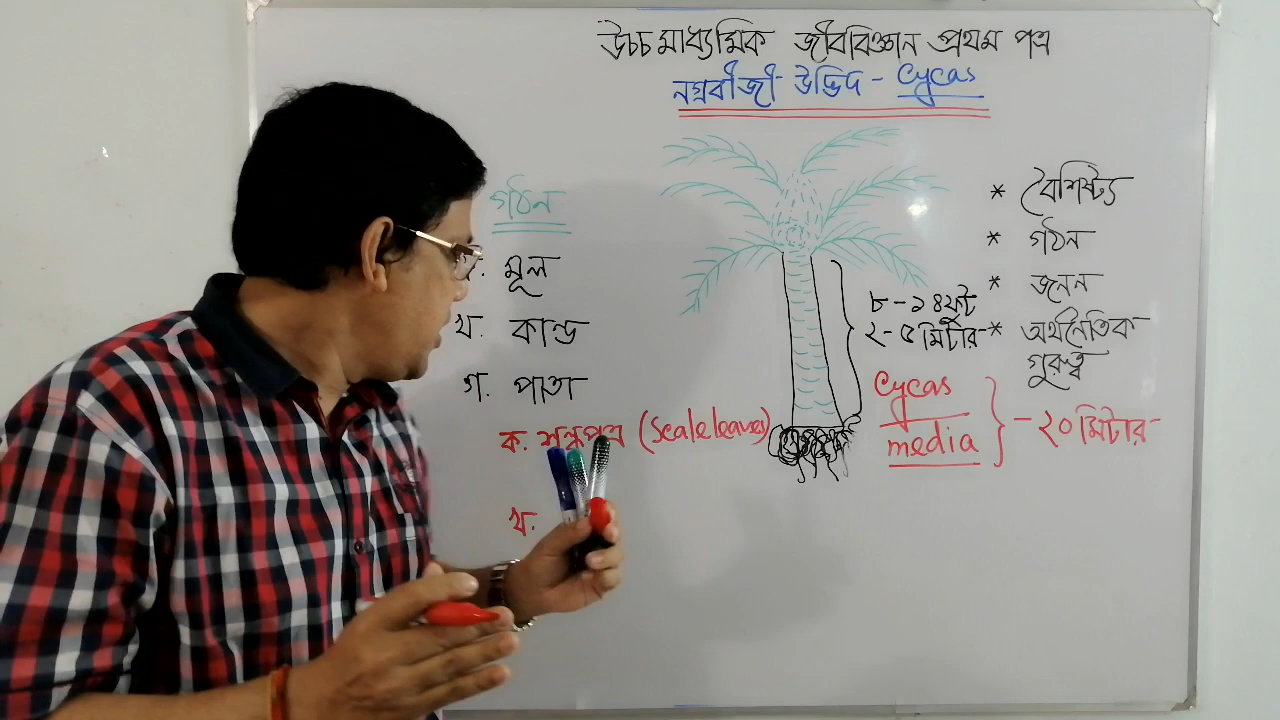 উচ্চ মাধ্যমিক জীববিজ্ঞান প্রথম পত্র
নগ্নবীজী উদ্ভিদ - Cycas
গঠন
মূল
খ. কান্ড
গ. পাতা
ক. শল্কপত্র (Scale leaves)
খ.
৮ - ১৪ ফুট
২ - ৫ মিটার
Cycas
media
- ২০ মিটার
* বৈশিষ্ট্য
* গঠন
* জনন
* অর্থনৈতিক
গুরুত্ব